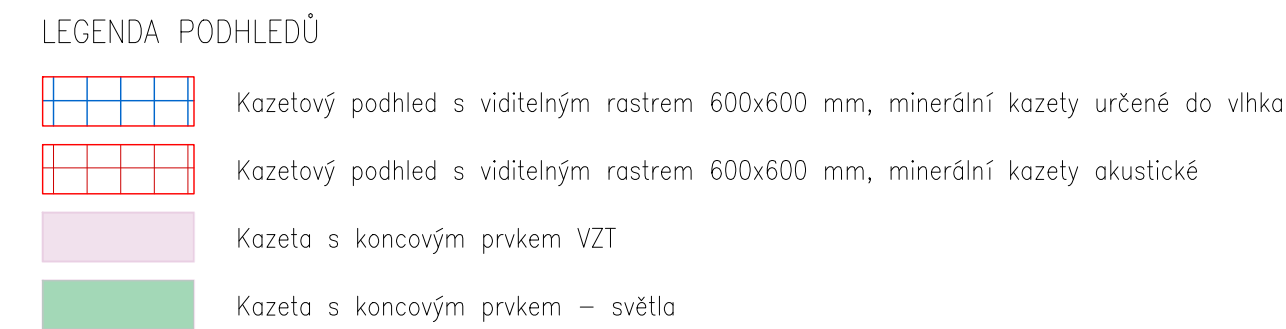 LEGENDA PODHLEDŮ
Kazetový podhled s viditelným rastrem 600x600 mm, minerální kazety určené do vlhka
Kazetový podhled s viditelným rastrem 600x600 mm, minerální kazety akustické
Kazeta s koncovým prvkem VZT
Kazeta s koncovým prvkem – světla